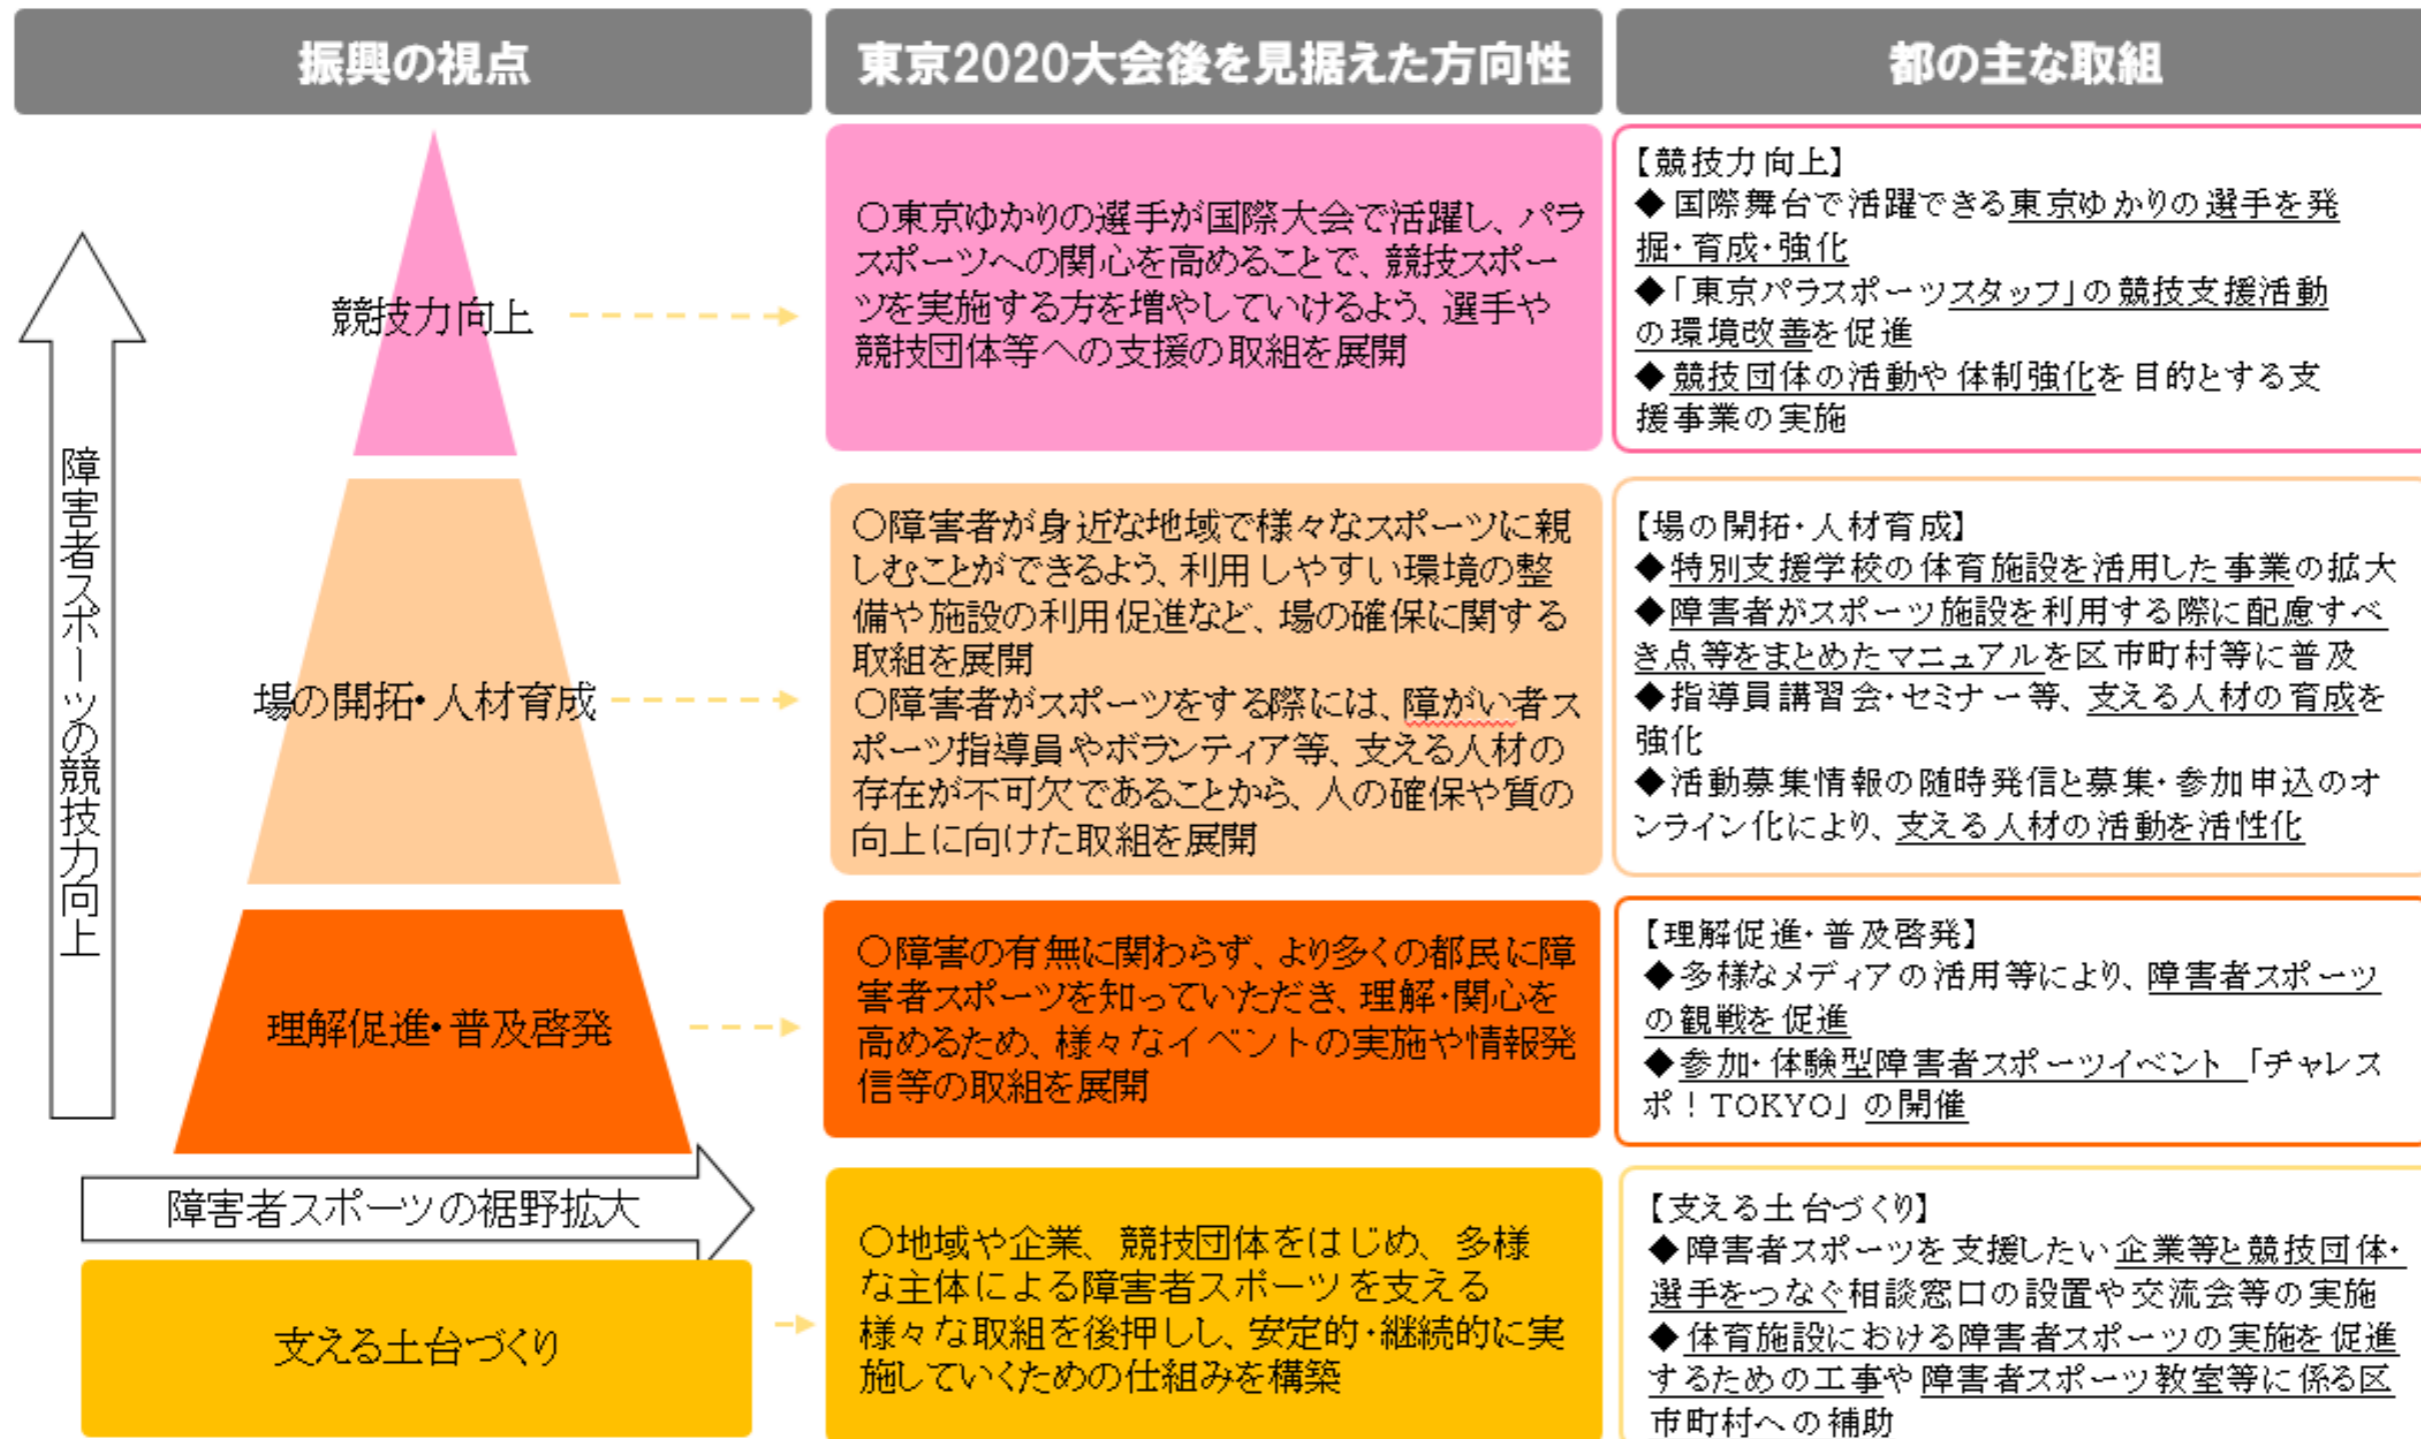 振興の視点
東京2020大会後を見据えた方向性
都の主な取組
障害者スポーツの競技力向上
競技力向上
○東京ゆかりの選手が国際大会で活躍し、パラ
スポーツへの関心を高めることで、競技スポー
ツを実施する方を増やしていけるよう、選手や
競技団体等への支援の取組を展開
【競技力向上】
◆国際舞台で活躍できる東京ゆかりの選手を発
掘・育成・強化
◆「東京パラスポーツスタッフ」の競技支援活動
の環境改善を促進
◆競技団体の活動や体制強化を目的とする支
援事業の実施
場の開拓・人材育成
○障害者が身近な地域で様々なスポーツに親
しむことができるよう、利用しやすい環境の整
備や施設の利用促進など、場の確保に関する
取組を展開
○障害者がスポーツをする際には、障がい者ス
ポーツ指導員やボランティア等、支える人材の
存在が不可欠であることから、人の確保や質の
向上に向けた取組を展開
【場の開拓・人材育成】
◆特別支援学校の体育施設を活用した事業の拡大
◆障害者がスポーツ施設を利用する際に配慮すべ
き点等をまとめたマニュアルを区市町村等に普及
◆指導員講習会・セミナー等、支える人材の育成を
強化
◆活動募集情報の随時発信と募集・参加申込のオ
ンライン化により、支える人材の活動を活性化
理解促進・普及啓発
○障害の有無に関わらず、より多くの都民に障
害者スポーツを知っていただき、理解・関心を
高めるため、様々なイベントの実施や情報発
信等の取組を展開
【理解促進・普及啓発】
◆多様なメディアの活用等により、障害者スポーツ
の観戦を促進
◆参加・体験型障害者スポーツイベント「チャレス
ポ！TOKYO」の開催
障害者スポーツの裾野拡大
支える土台づくり
○地域や企業、競技団体をはじめ、多様
な主体による障害者スポーツを支える
様々な取組を後押しし、安定的・継続的に実
施していくための仕組みを構築
【支える土台づくり】
◆障害者スポーツを支援したい企業等と競技団体・
選手をつなぐ相談窓口の設置や交流会等の実施
◆体育施設における障害者スポーツの実施を促進
するための工事や障害者スポーツ教室等に係る区
市町村への補助